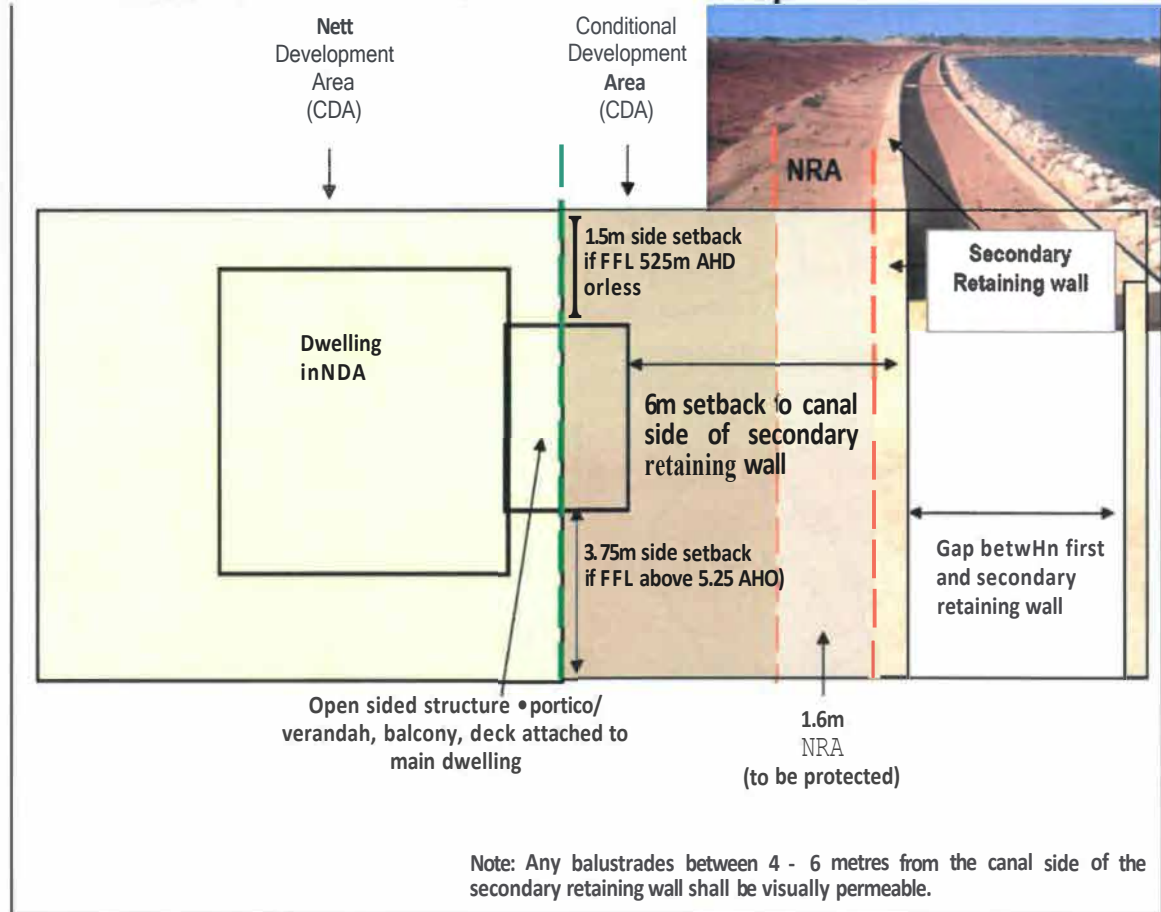 Nett
Development
Area
(CDA)
Conditional
Development
Area
(CDA)
NRA
1.5m side setback
if FFL 525m AHD
orless
Secondary
Retaining wall
Dwelling
inNDA
6m setback to canal
side of secondary
retaining wall
3.75m side setback
if FFL above 5.25 AHO)
Gap betwHn first
and secondary
retaining wall
Open sided structure •portico/
verandah, balcony, deck attached to
main dwelling
1.6m
NRA
(to be protected)
Note: Any balustrades between 4 - 6 metres from the canal side of the
secondary retaining wall shall be visually permeable.